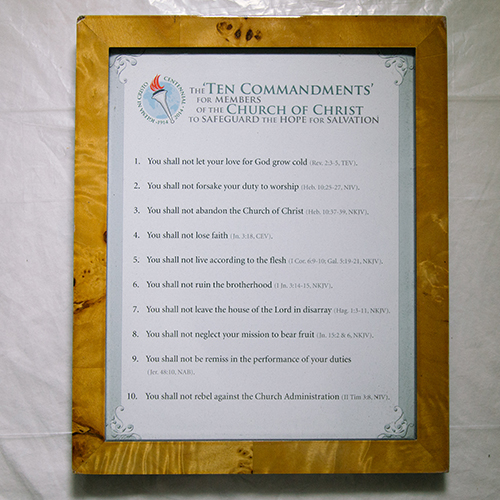 The 'Ten Commandments'
for members
of the Church of Christ
to safeguard the hope for salvation
1. You shall not let your love for God grow cold (Rev. 2:3-5, TEV).
2. You shall not forsake your duty to worship (Heb. 10:25-27, NIV).
3. You shall not abandon the Church of Christ (Heb. 10:37-39, NKJV).
4. You shall not lose faith (Jn. 3:18, CEV).
5. You shall not live according to the flesh (I Cor. 6:9-10, Gal. 5:19-21, NKJV).
6. You shall not ruin the brotherhood (I Jn. 3:14-15, NKJV).
7. You shall not leave the house of the Lord in disarray (Hag. 1:3-11, NKJV).
8. You shall not neglect your mission to bear fruit (Jn. 15:2 & 6, NKJV).
9. You shall not be remiss in the performance of your duties
(Jer. 48:10, NAB).
10. You shall not rebel against the Church Administration (II Tim 3:8, NIV).